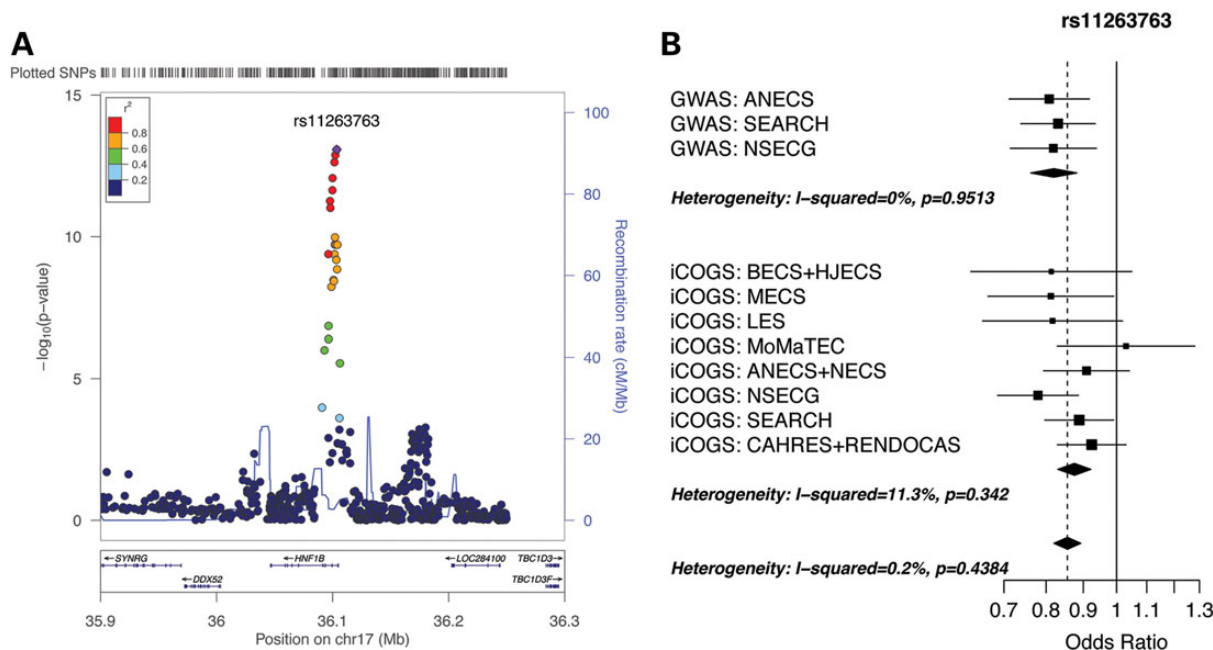 A
Plotted SNPs
15
10
5
0
−log10(p−value)
r2
0.8
0.6
0.4
0.2
rs11263763
100
80
60
40
20
0
Recombination rate (cM/Mb)
SYNRG
DDX52
HNF1B
LOC284100
TBC1D3
TBC1D3F
35.9
36
36.1
36.2
36.3
Position on chr17 (Mb)
B
rs11263763
GWAS: ANECS
GWAS: SEARCH
GWAS: NSECG
Heterogeneity: I−squared=0%, p=0.9513
iCOGS: BECS+HJECS
iCOGS: MECS
iCOGS: LES
iCOGS: MoMaTEC
iCOGS: ANECS+NECS
iCOGS: NSECG
iCOGS: SEARCH
iCOGS: CAHRES+RENDOCAS
Heterogeneity: I−squared=11.3%, p=0.342
Heterogeneity: I−squared=0.2%, p=0.4384
0.7
0.8
0.9
1
1.1
1.3
Odds Ratio